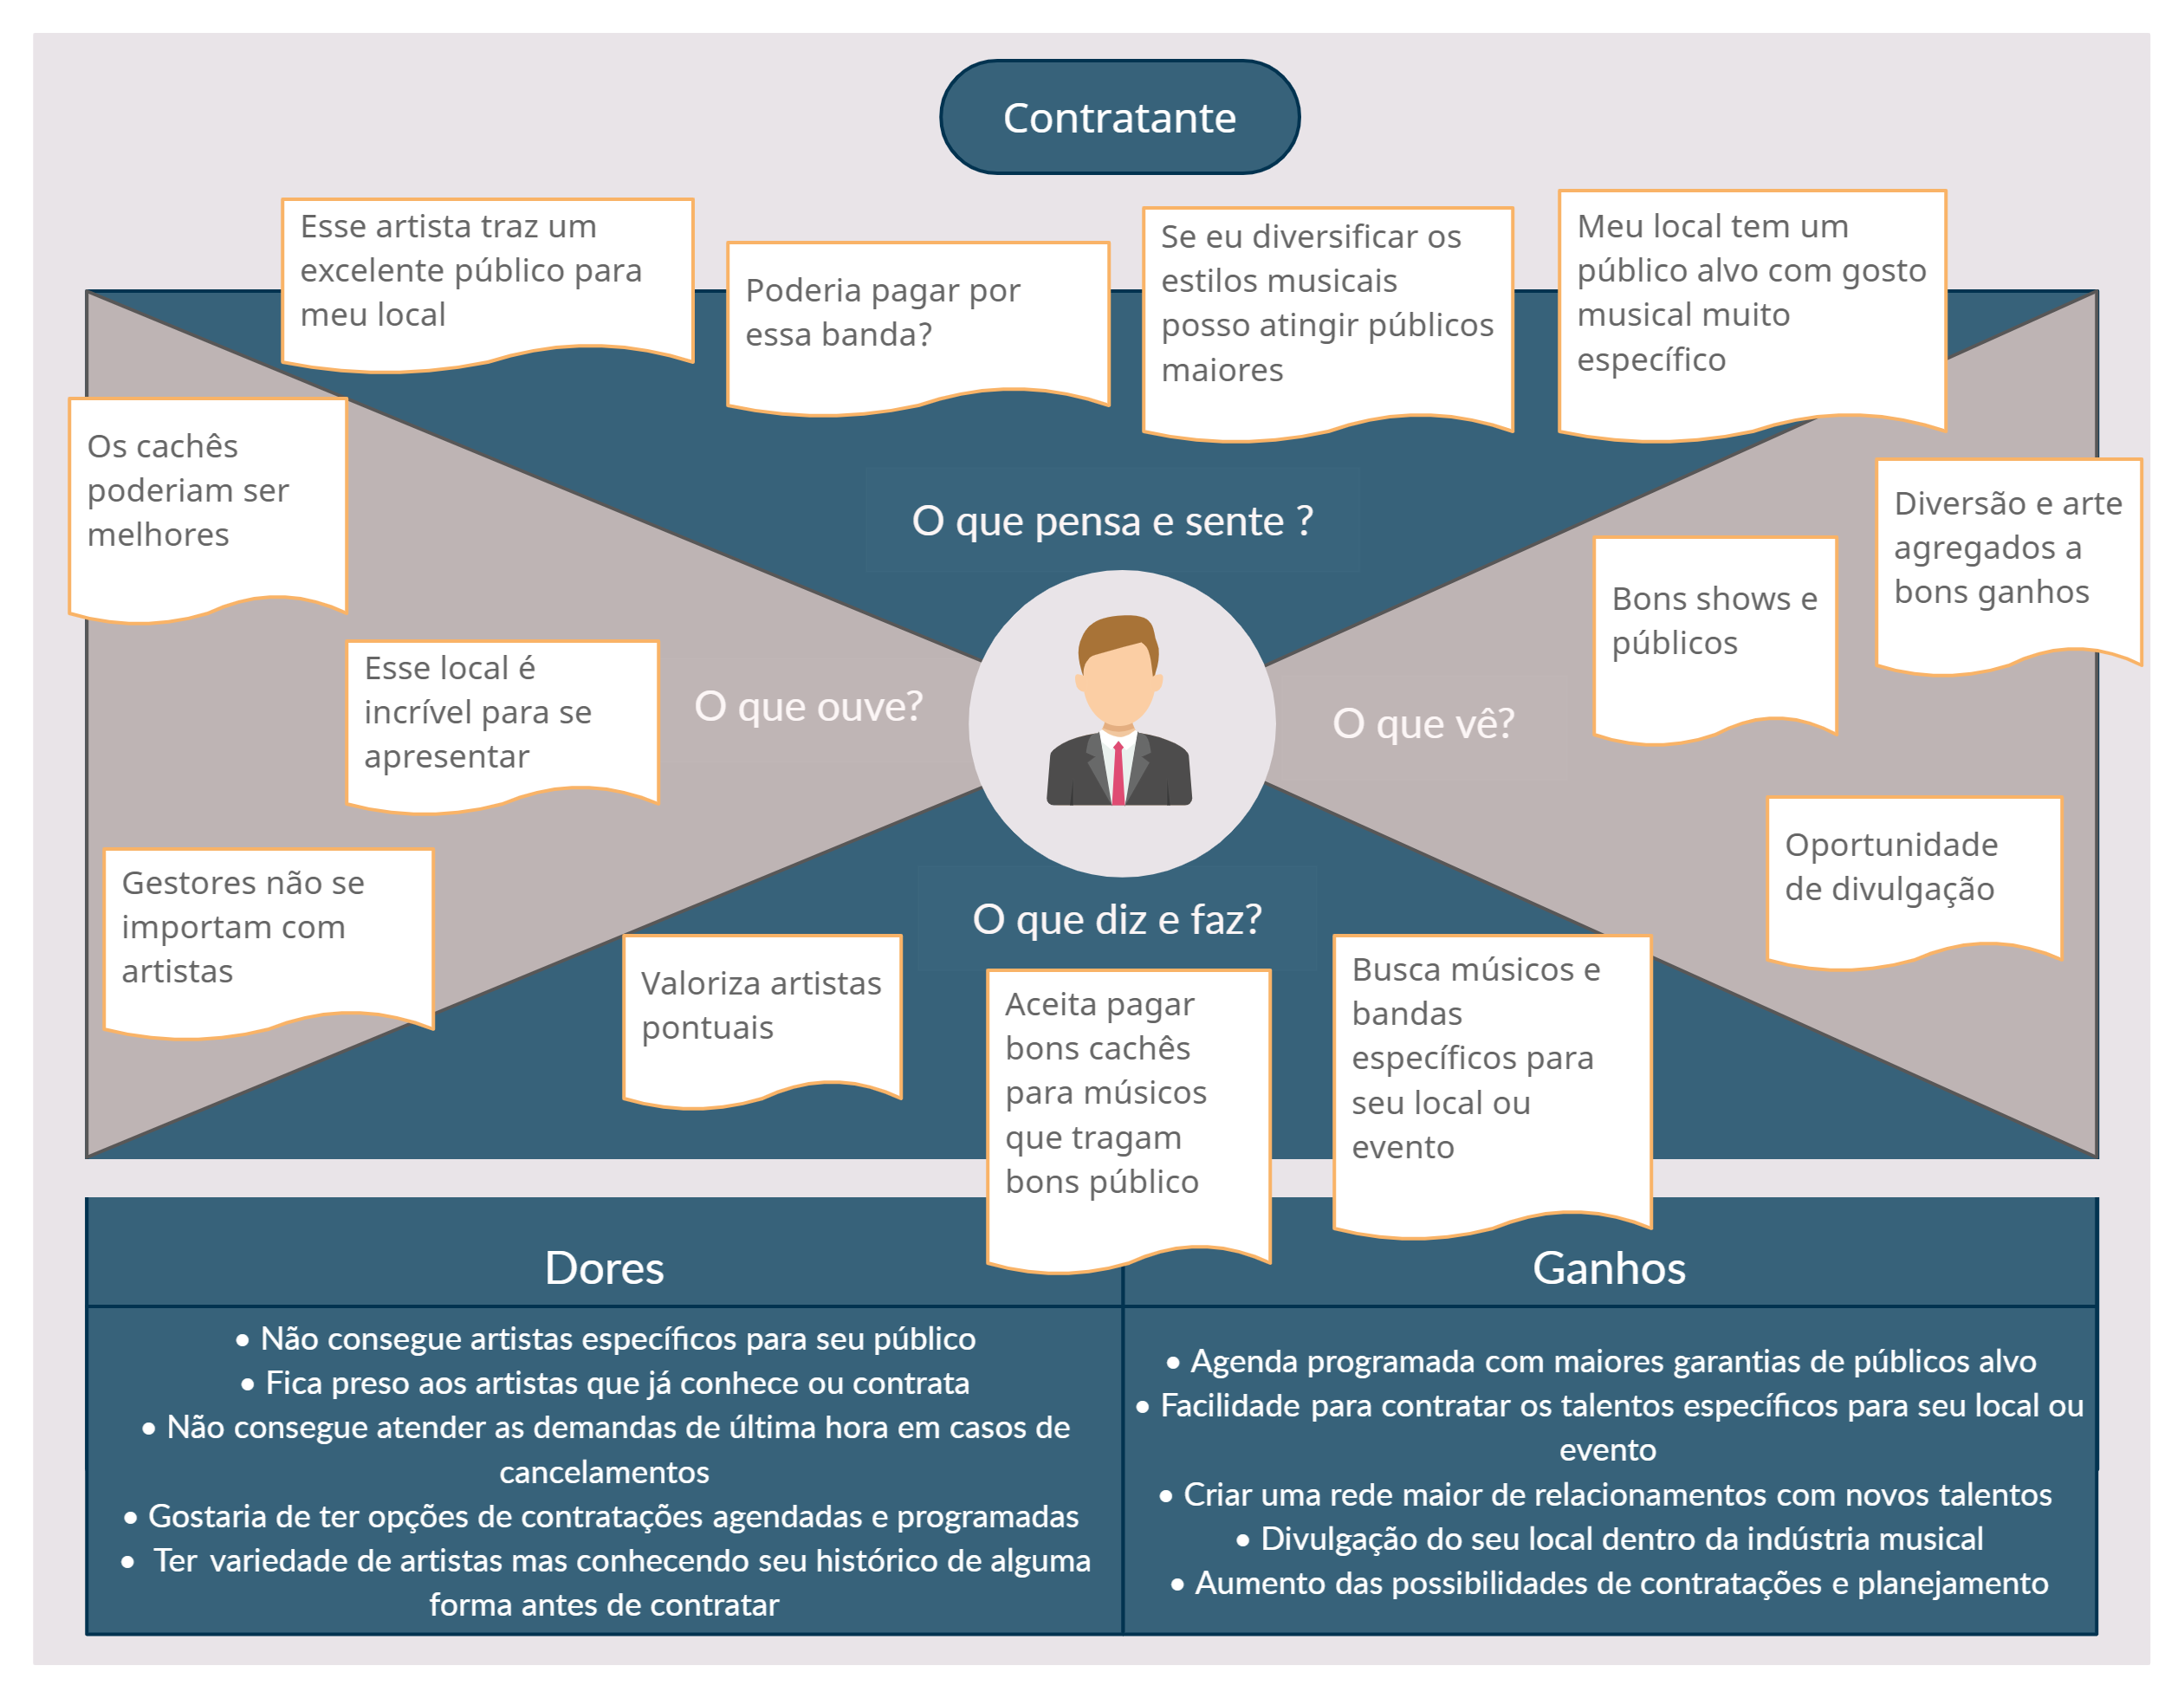 Contratante
Esse artista traz um
excelente público para
meu local
Poderia pagar por
essa banda?
Se eu diversificar os
estilos musicais
posso atingir públicos
maiores
Meu local tem um
público alvo com gosto
musical muito
específico
O que pensa e sente ?
Os cachês
poderiam ser
melhores
Esse local é
incrível para se
apresentar
Gestores não se
importam com
artistas
O que ouve?
O que vê?
Bons shows e
públicos
Diversão e arte
agregados a
bons ganhos
Oportunidade
de divulgação
O que diz e faz?
Valoriza artistas
pontuais
Aceita pagar
bons cachês
para músicos
que tragam
bons público
Busca músicos e
bandas
específicos para
seu local ou
evento
Dores
• Não consegue artistas específicos para seu público
• Fica preso aos artistas que já conhece ou contrata
• Não consegue atender as demandas de última hora em casos de
cancelamentos
• Gostaria de ter opções de contratações agendadas e programadas
• Ter variedade de artistas mas conhecendo seu histórico de alguma
forma antes de contratar
Ganhos
• Agenda programada com maiores garantias de públicos alvo
• Facilidade para contratar os talentos específicos para seu local ou
evento
• Criar uma rede maior de relacionamentos com novos talentos
• Divulgação do seu local dentro da indústria musical
• Aumento das possibilidades de contratações e planejamento